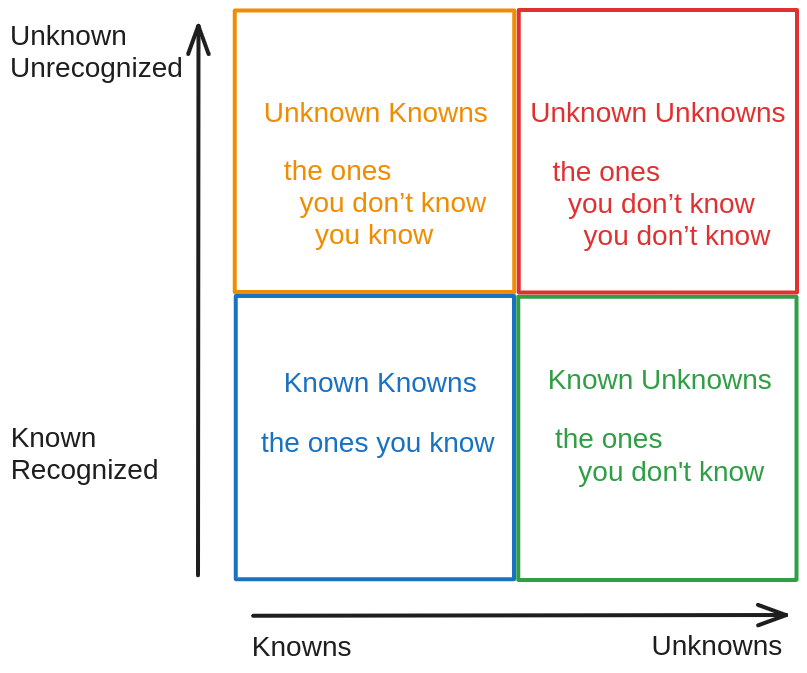 Unknown
Unrecognized
Unknown Knowns
the ones
you don’t know
you know
Unknown Unknowns
the ones
you don’t know
you don’t know
Known
Recognized
Known Knowns
the ones you know
Known Unknowns
the ones
you don't know
Knowns
Unknowns